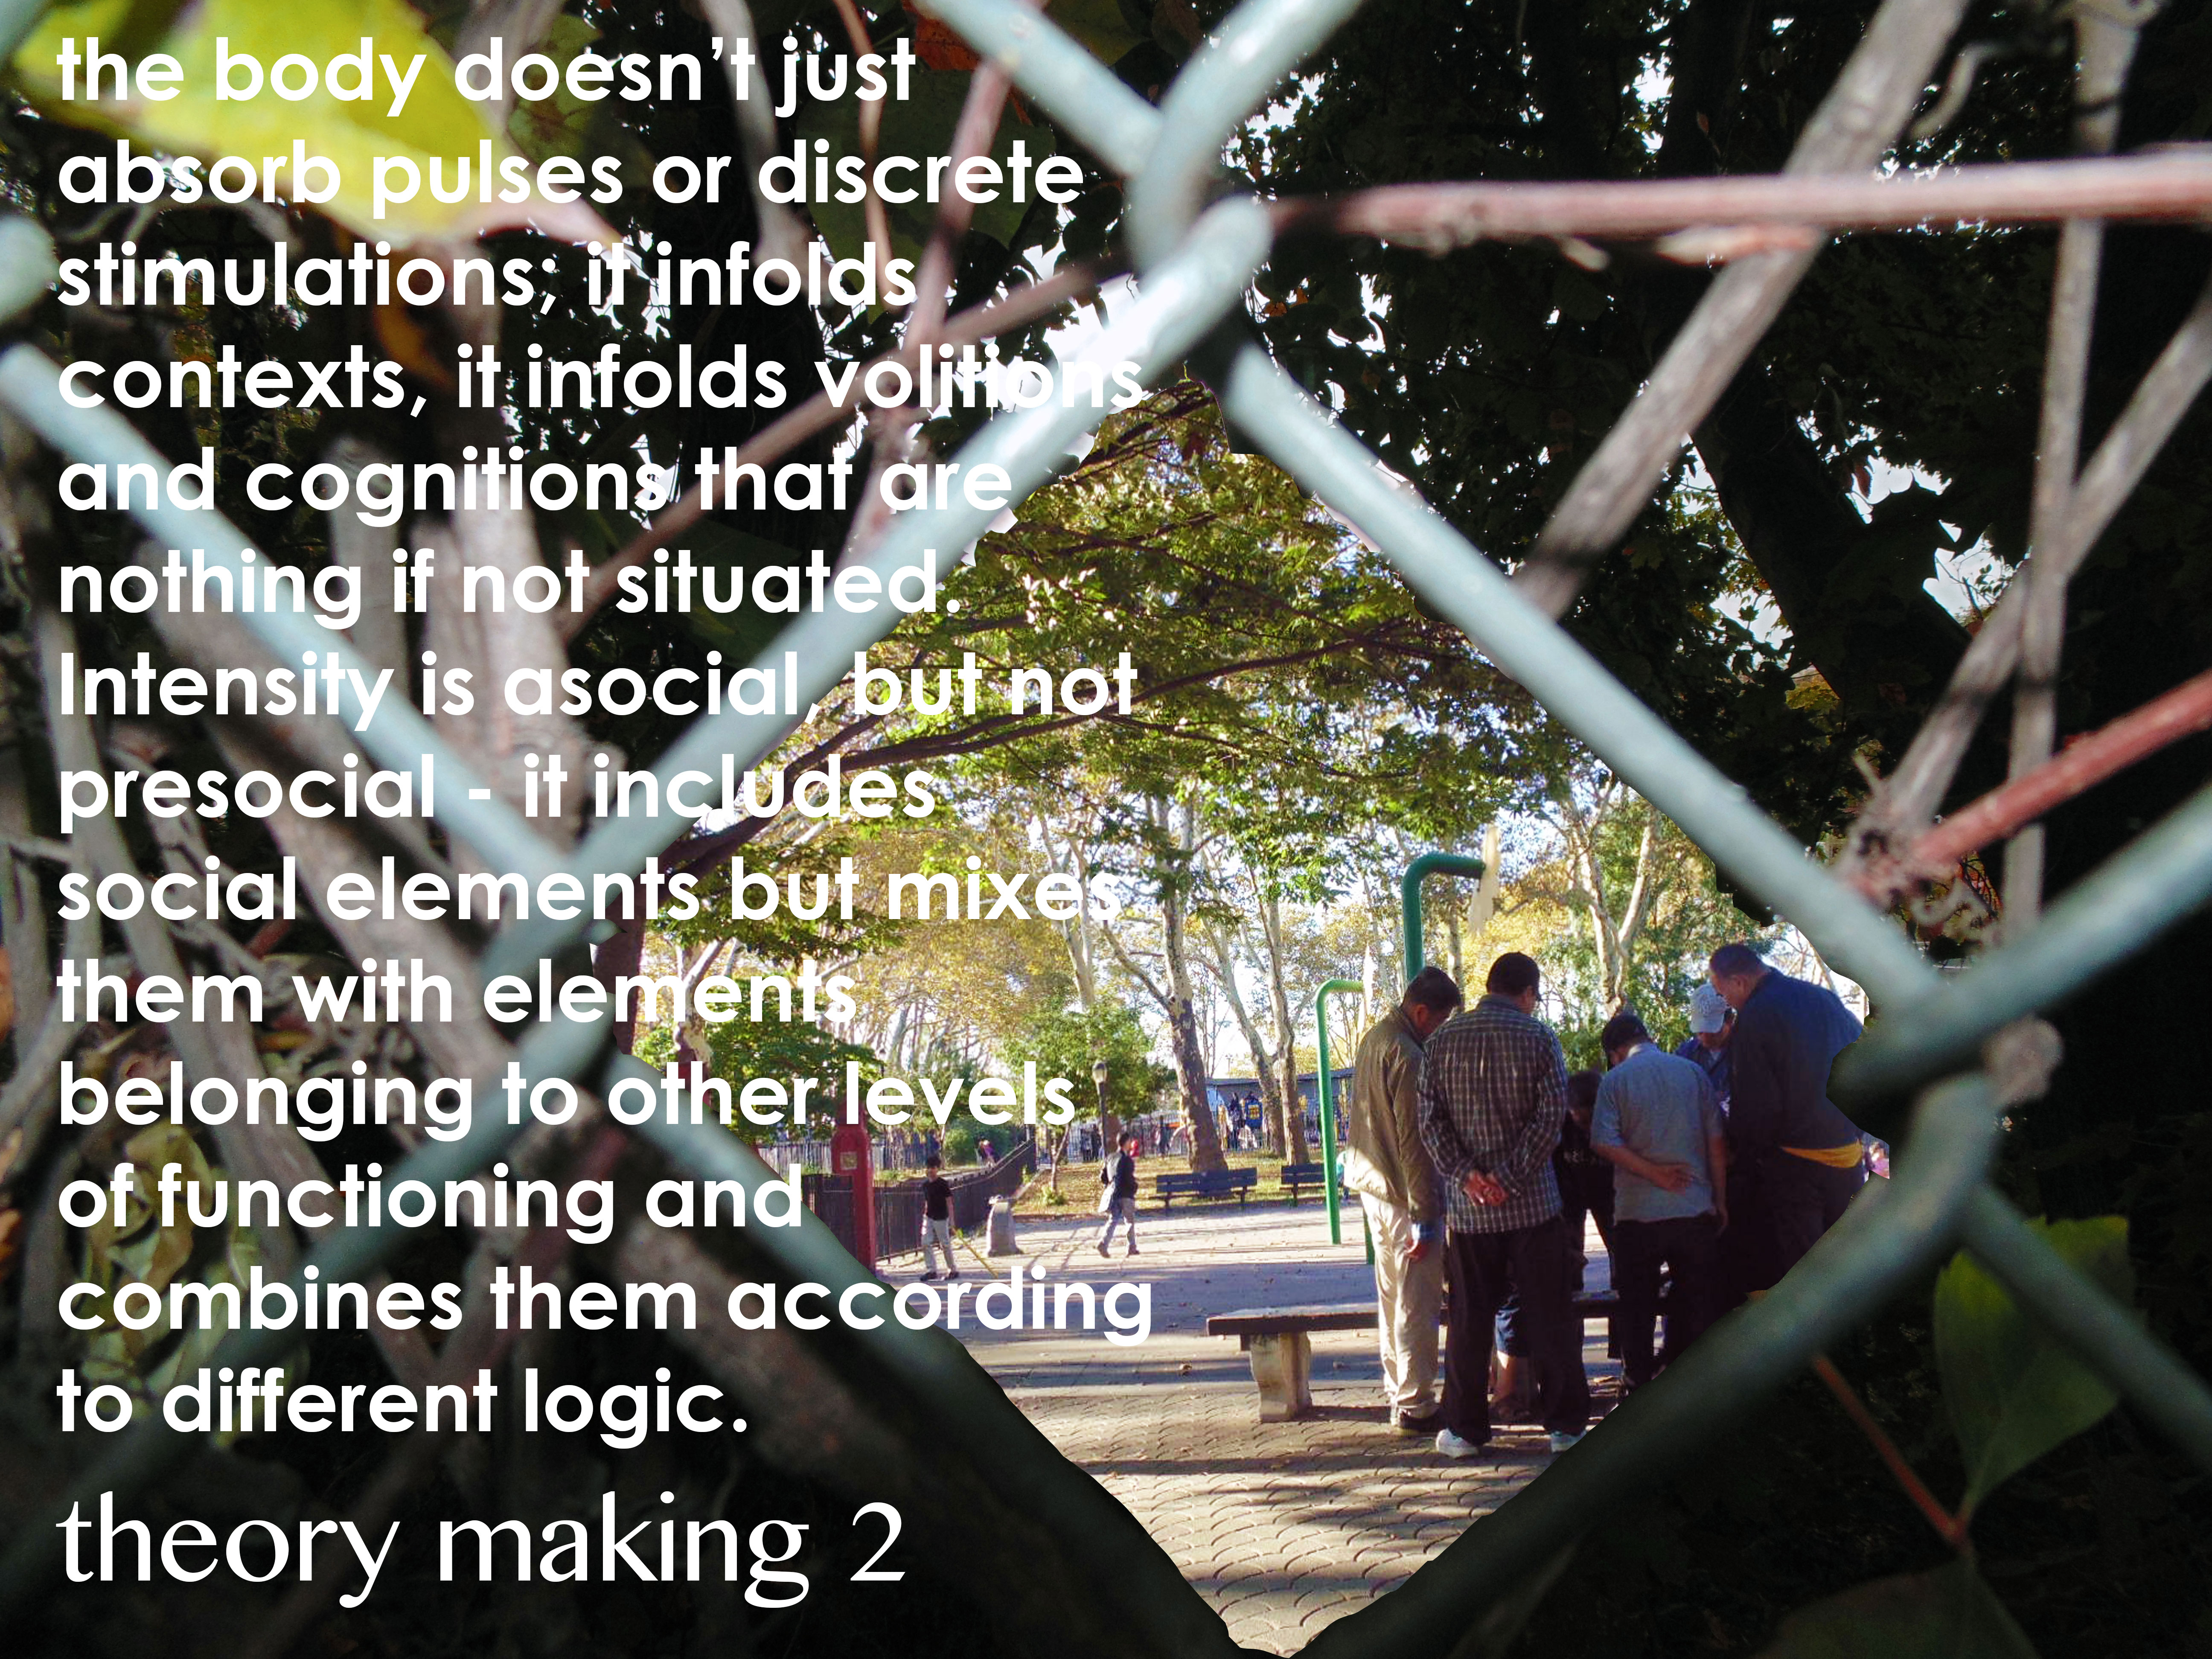 the body doesn’t just
absorb pulses or discrete
stimulations; it infolds
contexts, it infolds volitions
and cognitions that are
nothing if not situated.
Intensity is asocial, but not
presocial - it includes
social elements but mixes
them with elements
belonging to other levels
of functioning and
combines them according
to different logic.
theory making 2